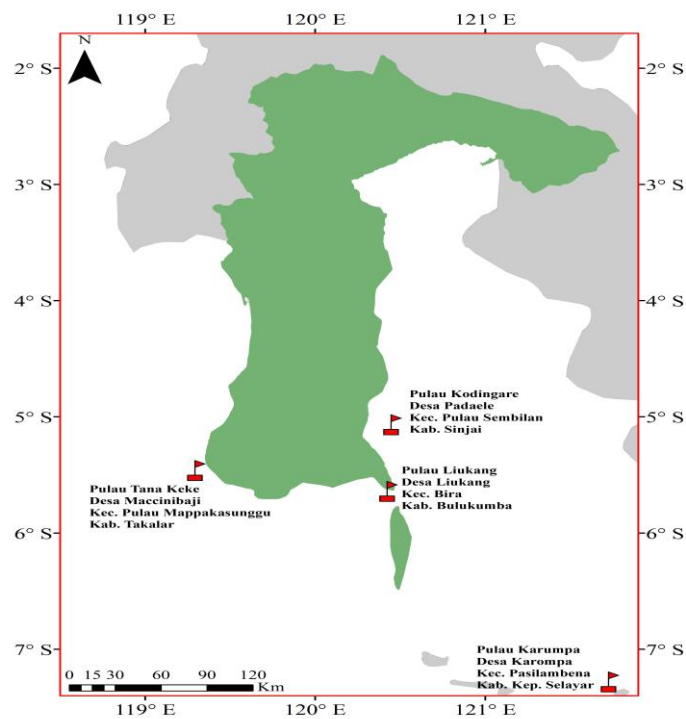 119° E 120° E 121° E
N
2° S 2° S
3° S 3° S
4° S 4° S
Pulau Kodingare
Desa Padaele
Kec. Pulau Sembilan
Kab. Sinjai
5° S 5° S
Pulau Liukang
Desa Liukang
Kec. Bira
Kab. Bulukumba
Pulau Tana Keke
Desa Maccinibaji
Kec. Pulau Mappakasunggu
Kab. Takalar
6° S 6° S
7° S 7° S
Pulau Karumpa
Desa Karompa
Kec. Pasilambena
Kab. Kep. Selayar
0 15 30 60 90 120
Km
119° E 120° E 121° E